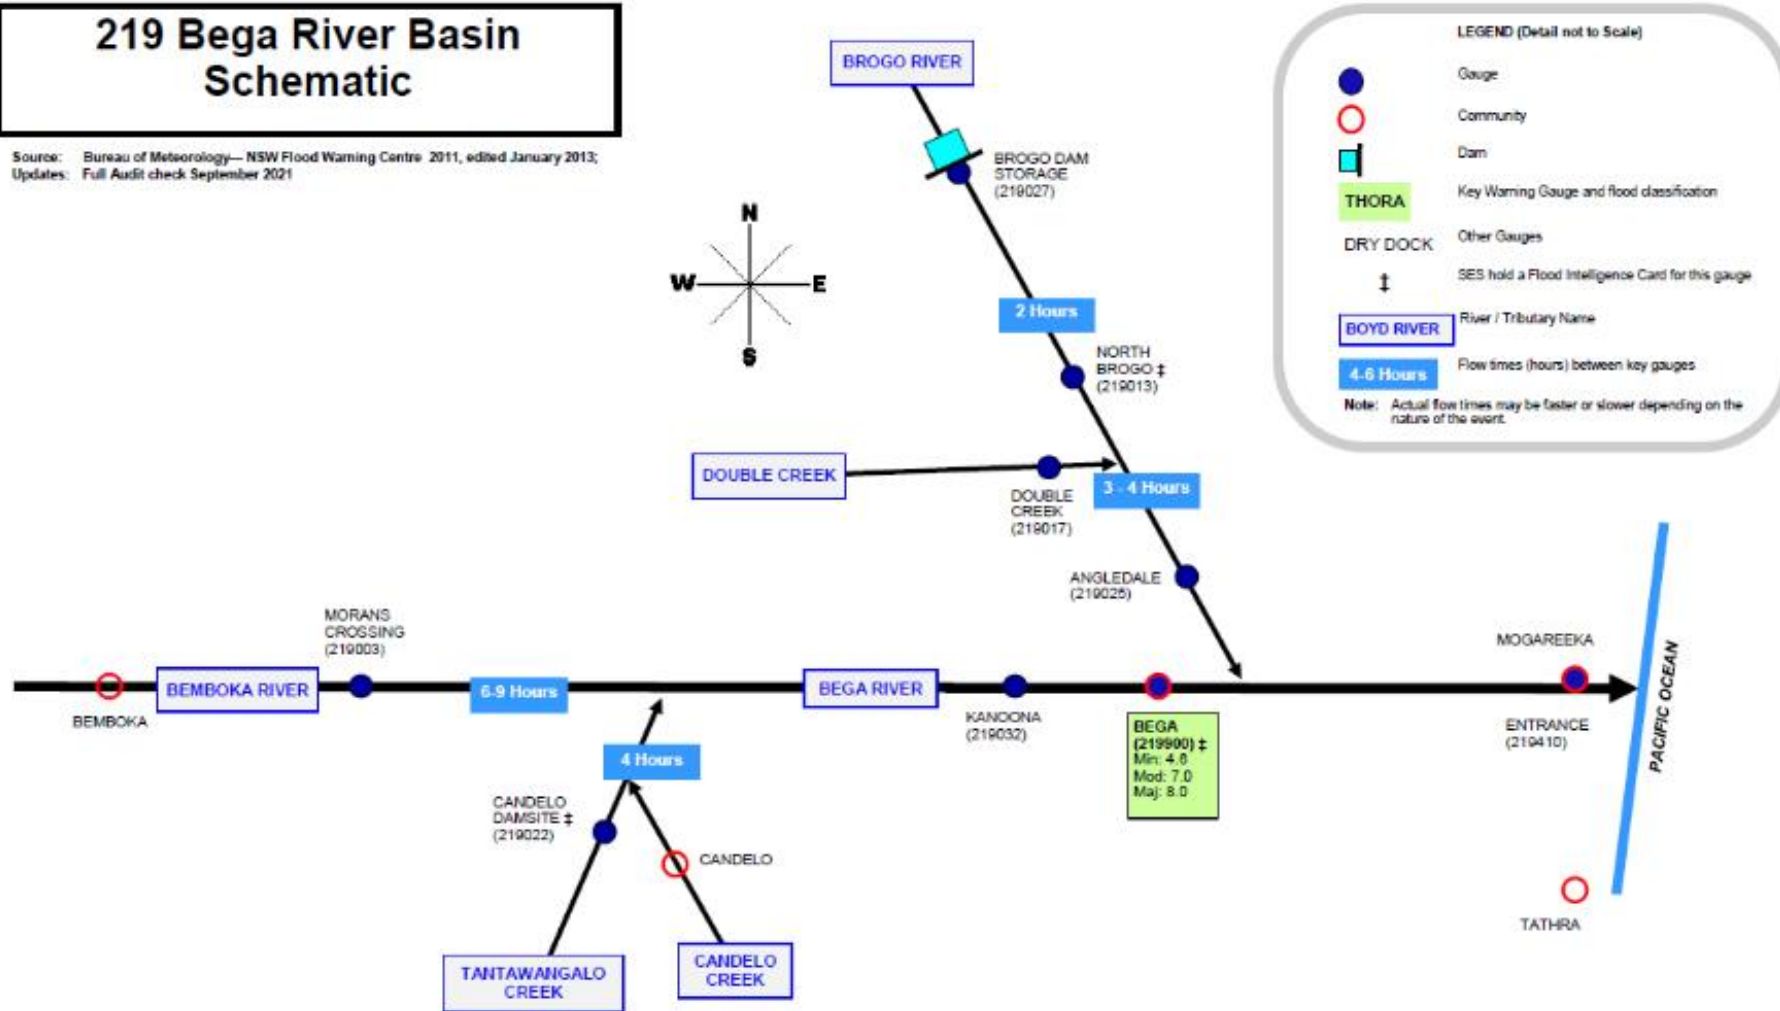 219 Bega River Basin
Schematic
Source: Bureau of Meteorology— NSW Flood Warning Centre 2011, edited January 2013;
Updates: Full Audit check September 2021
N
W
E
S
BROGO RIVER
BROGO DAM
STORAGE
(219027)
2 Hours
NORTH
BROGO ‡
(219013)
DOUBLE CREEK
DOUBLE
CREEK
(219017)
3 - 4 Hours
ANGLEDALE
(219025)
LEGEND (Detail not to Scale)
Gauge
Community
Dam
THORA
Key Warning Gauge and flood classification
DRY DOCK
Other Gauges
‡
SES hold a Flood Intelligence Card for this gauge
BOYD RIVER
River / Tributary Name
4-6 Hours
Flow times (hours) between key gauges
Note: Actual flow times may be faster or slower depending on the
nature of the event.
MORANS
CROSSING
(219003)
BEMBOKA
BEMBOKA RIVER
6-9 Hours
BEGA RIVER
KANOONA
(219032)
BEGA
(219900) ‡
Min:
Mod: 7.0
Maj: 8.0
MOGAREEKA
ENTRANCE
(219410)
PACIFIC OCEAN
TATHRA
4 Hours
CANDELO
DAMSITE ‡
(219022)
CANDELO
TANTAWANGALO
CREEK
CANDELO
CREEK